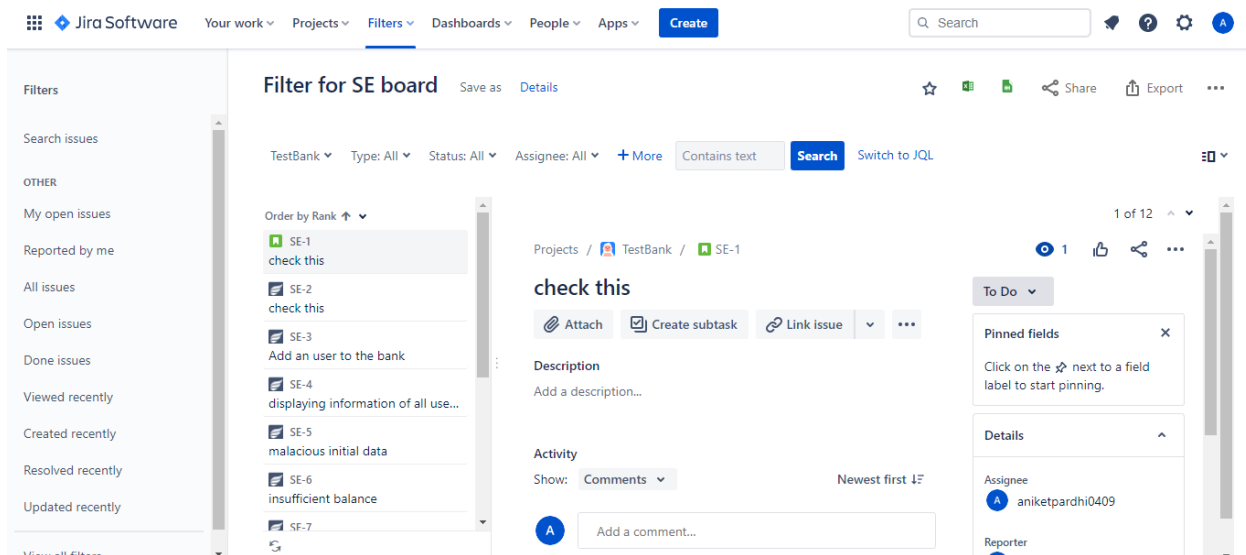 Jira Software Your work Projects Filters Dashboards People Apps Create Search A
Filters
Search issues
OTHER
My open issues
Reported by me
All issues
Open issues
Done issues
Viewed recently
Created recently
Resolved recently
Updated recently
View all filters
Filter for SE board Save as Details Share Export
TestBank Type: All Status: All Assignee: All + More Contains text Search Switch to JQL
Order by Rank
SE-1
check this
SE-2
check this
SE-3
Add an user to the bank
SE-4
displaying information of all use...
SE-5
malacious initial data
SE-6
insufficient balance
SE-7
1 of 12
Projects / TestBank / SE-1
1
check this
Attach Create subtask Link issue
Description
Add a description...
Activity
Show: Comments Newest first
A Add a comment...
To Do
Pinned fields
Click on the next to a field
label to start pinning.
Details
Assignee
A aniketpardhi0409
Reporter